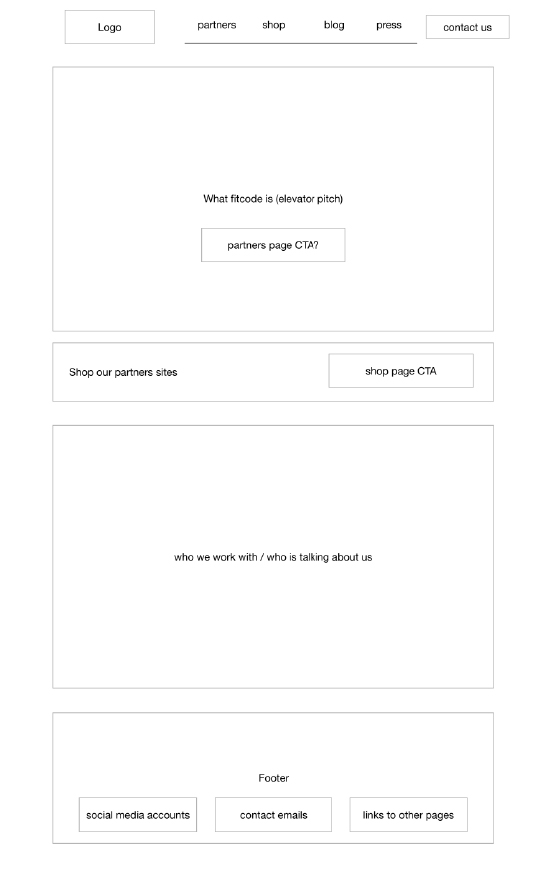 Logo
partners shop blog press
contact us
What fitcode is (elevator pitch)
partners page CTA?
Shop our partners sites
shop page CTA
who we work with / who is talking about us
Footer
social media accounts
contact emails
links to other pages